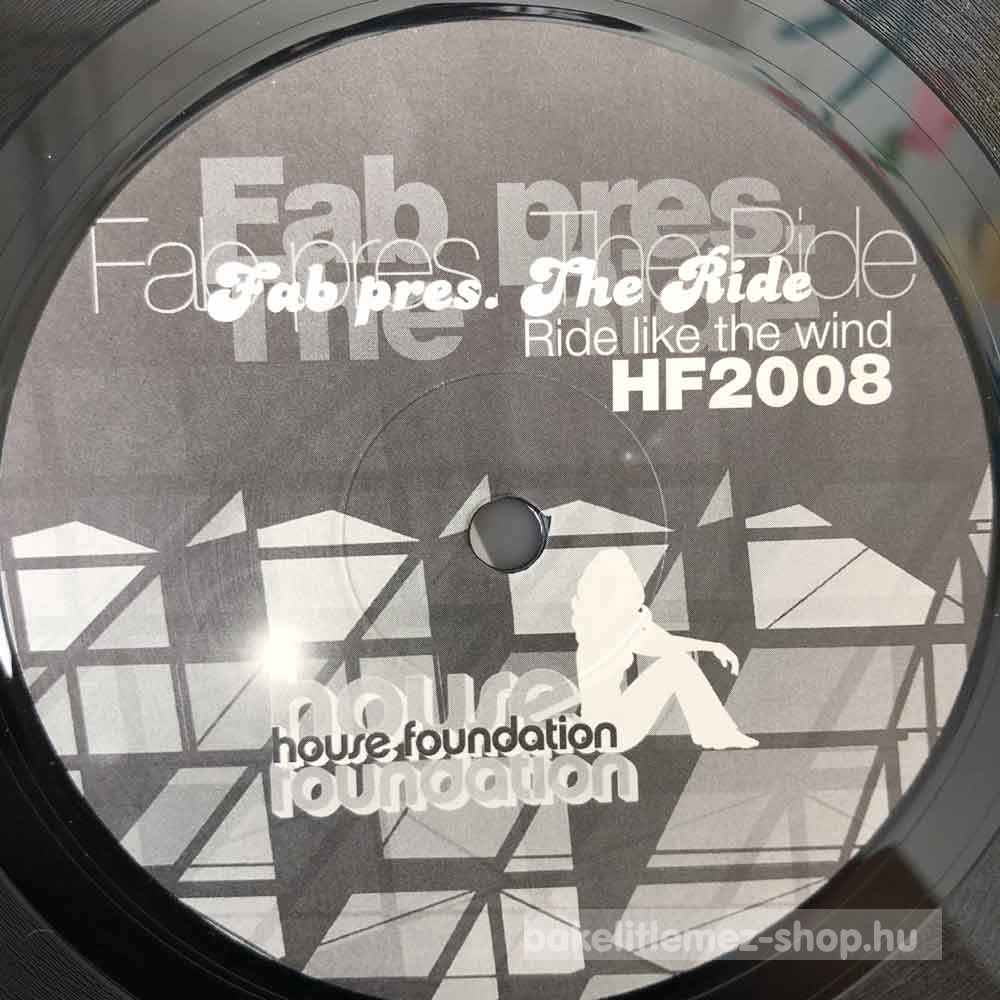 Fab pres.
The Ride
Fab pres. The Ride
Fab pres. The Ride
Ride like the wind
HF2008
house
house foundation
foundation
bakelitlemez-shop.hu